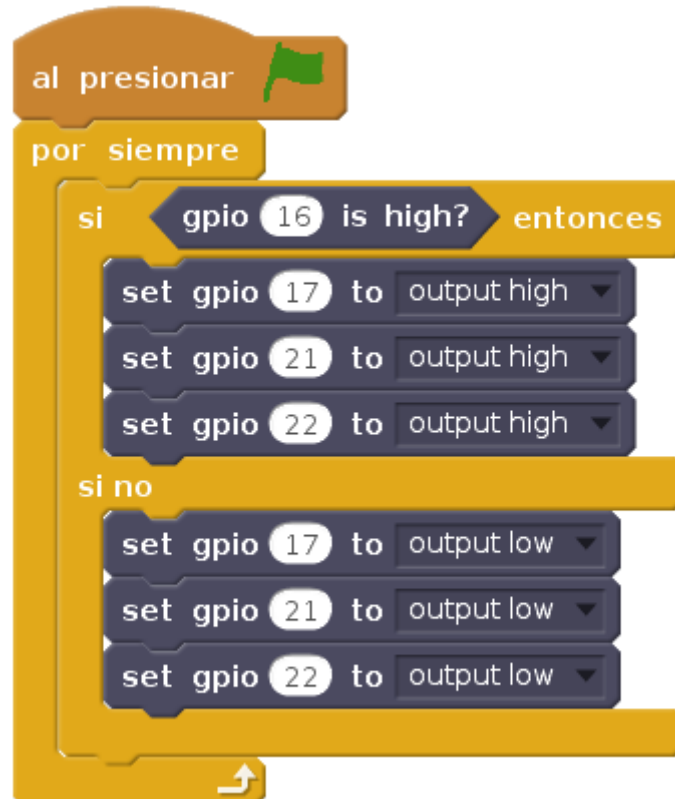 al presionar
por siempre
si gpio 16 is high? entonces
set gpio 17 to output high
set gpio 21 to output high
set gpio 22 to output high
si no
set gpio 17 to output low
set gpio 21 to output low
set gpio 22 to output low